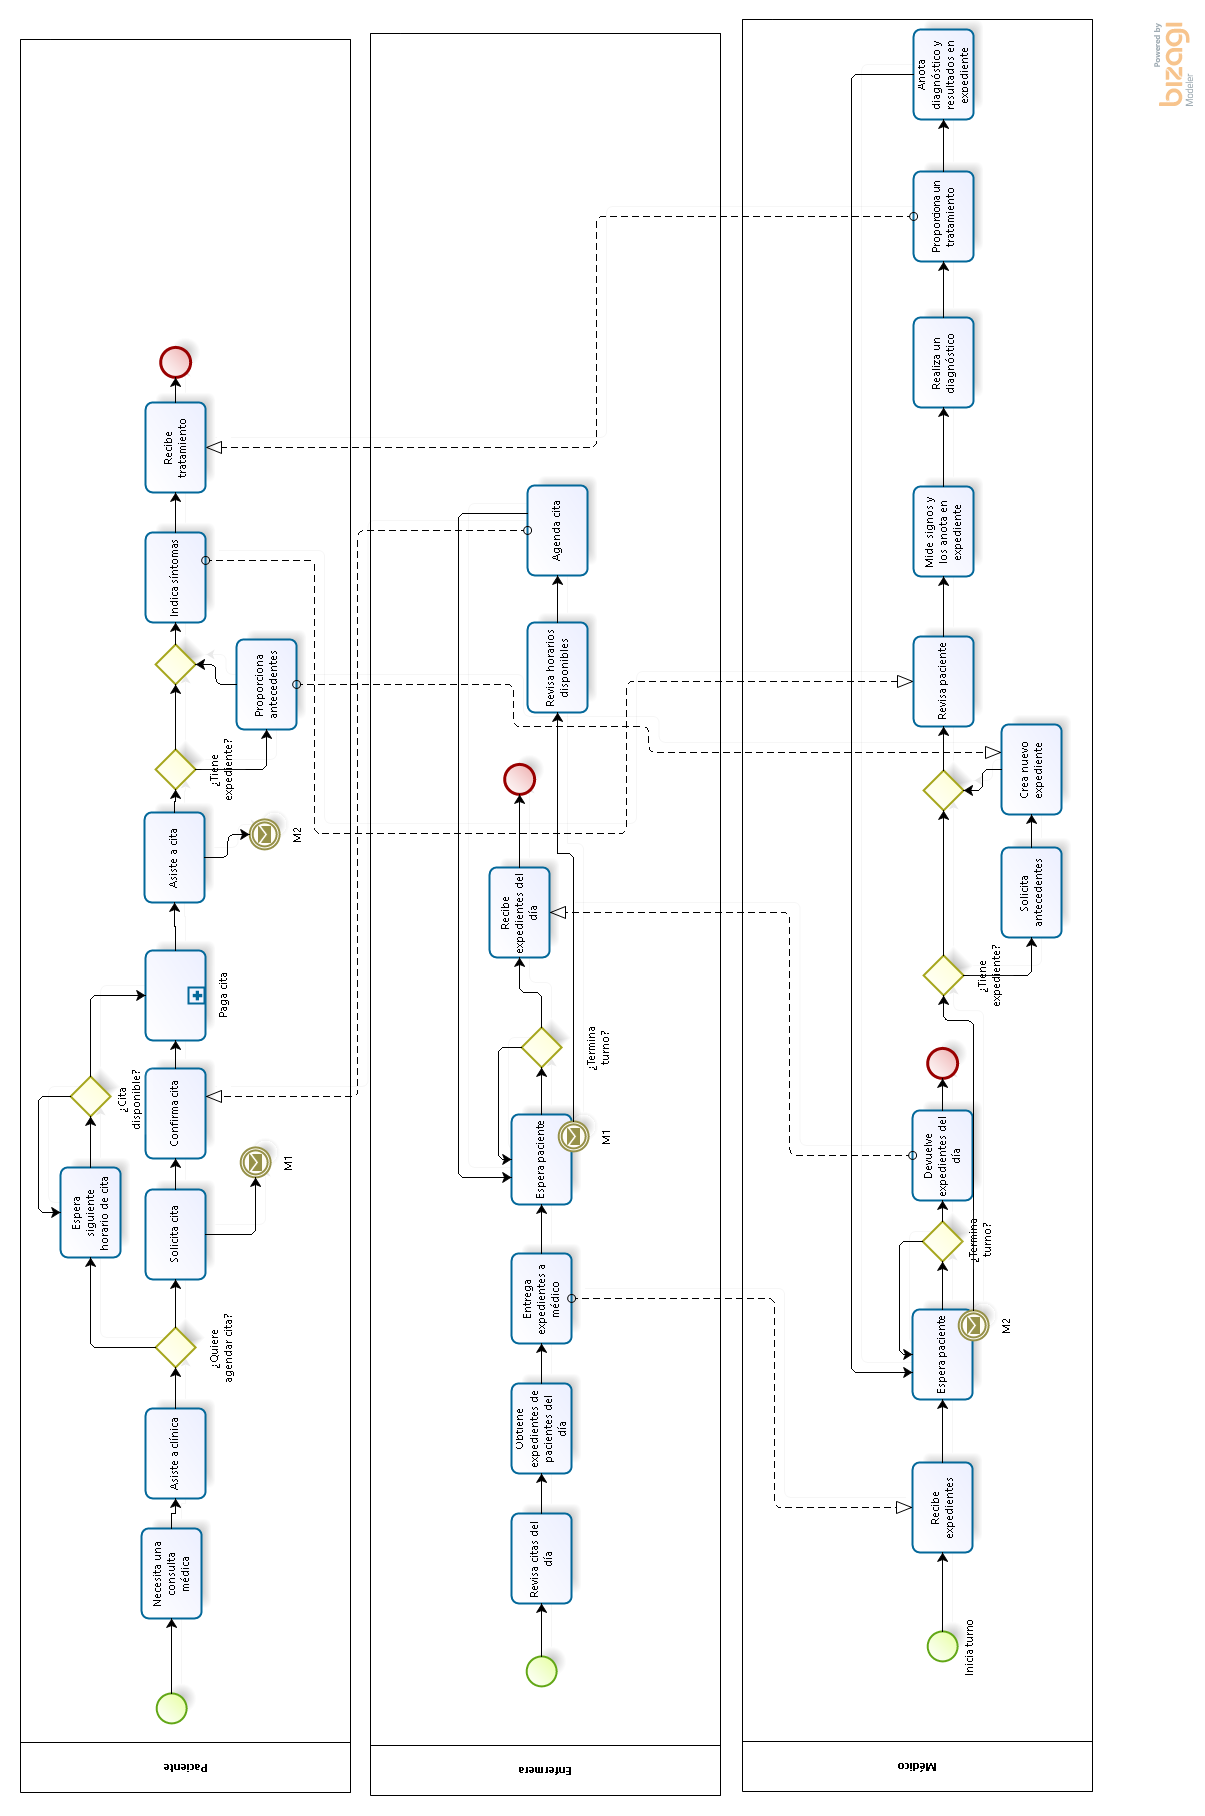 Paciente
Necesita una
consulta
médica
Asiste a clínica
¿Quiere
agendar cita?
Espera
siguiente
horario de cita
¿Cita
disponible?
Solicita cita
M1
Confirma cita
Paga cita
Asiste a cita
M2
¿Tiene
expediente?
Proporciona
antecedentes
Indica síntomas
Recibe
tratamiento
Enfermera
Revisa citas del
día
Obtiene
expedientes de
pacientes del
día
Entrega
expedientes a
médico
Espera paciente
M1
¿Termina
turno?
Recibe
expedientes del
día
Revisa horarios
disponibles
Agenda cita
Médico
Inicia turno
Recibe
expedientes
Espera paciente
M2
¿Termina
turno?
Devuelve
expedientes del
día
¿Tiene
expediente?
Solicita
antecedentes
Crea nuevo
expediente
Revisa paciente
Mide signos y
los anota en
expediente
Realiza un
diagnóstico
Proporciona un
tratamiento
Anota
diagnóstico y
resultados en
expediente
Powered by
bizagi
Modeler